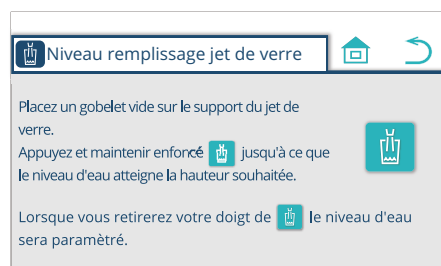 Niveau remplissage jet de verre
Placez un gobelet vide sur le support du jet de
verre.
Appuyez et maintenir enforcé jusqu'à ce que
le niveau d'eau atteigne la hauteur souhaitée.
Lorsque vous retirerez votre doigt de le niveau d'eau
sera paramètré.